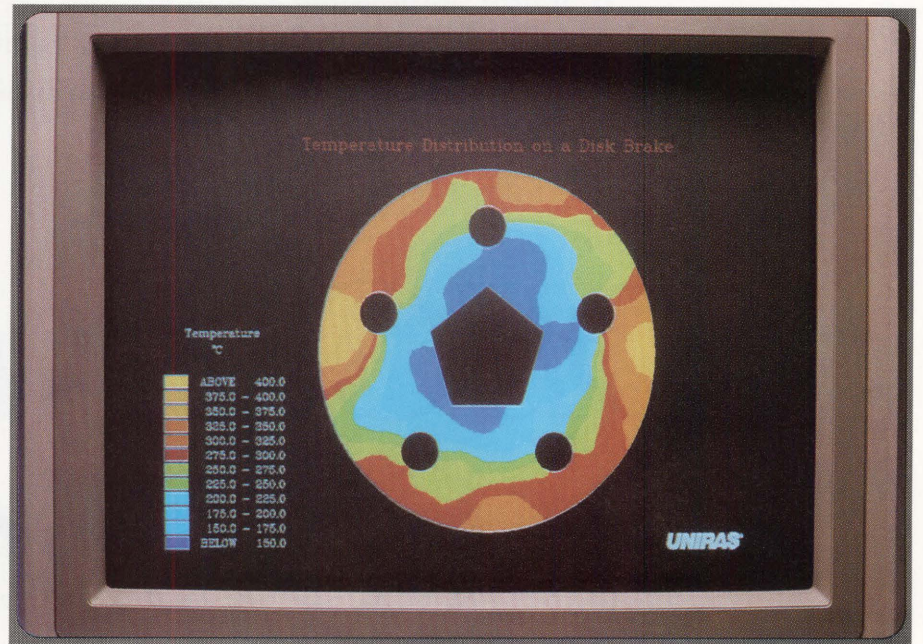 Temperature Distribution on a Disk Brake
Temperature
°C
ABOVE 400.0
375.0 - 400.0
350.0 - 375.0
325.0 - 350.0
300.0 - 325.0
275.0 - 300.0
250.0 - 275.0
225.0 - 250.0
200.0 - 225.0
175.0 - 200.0
150.0 - 175.0
BELOW 150.0
UNIRAS